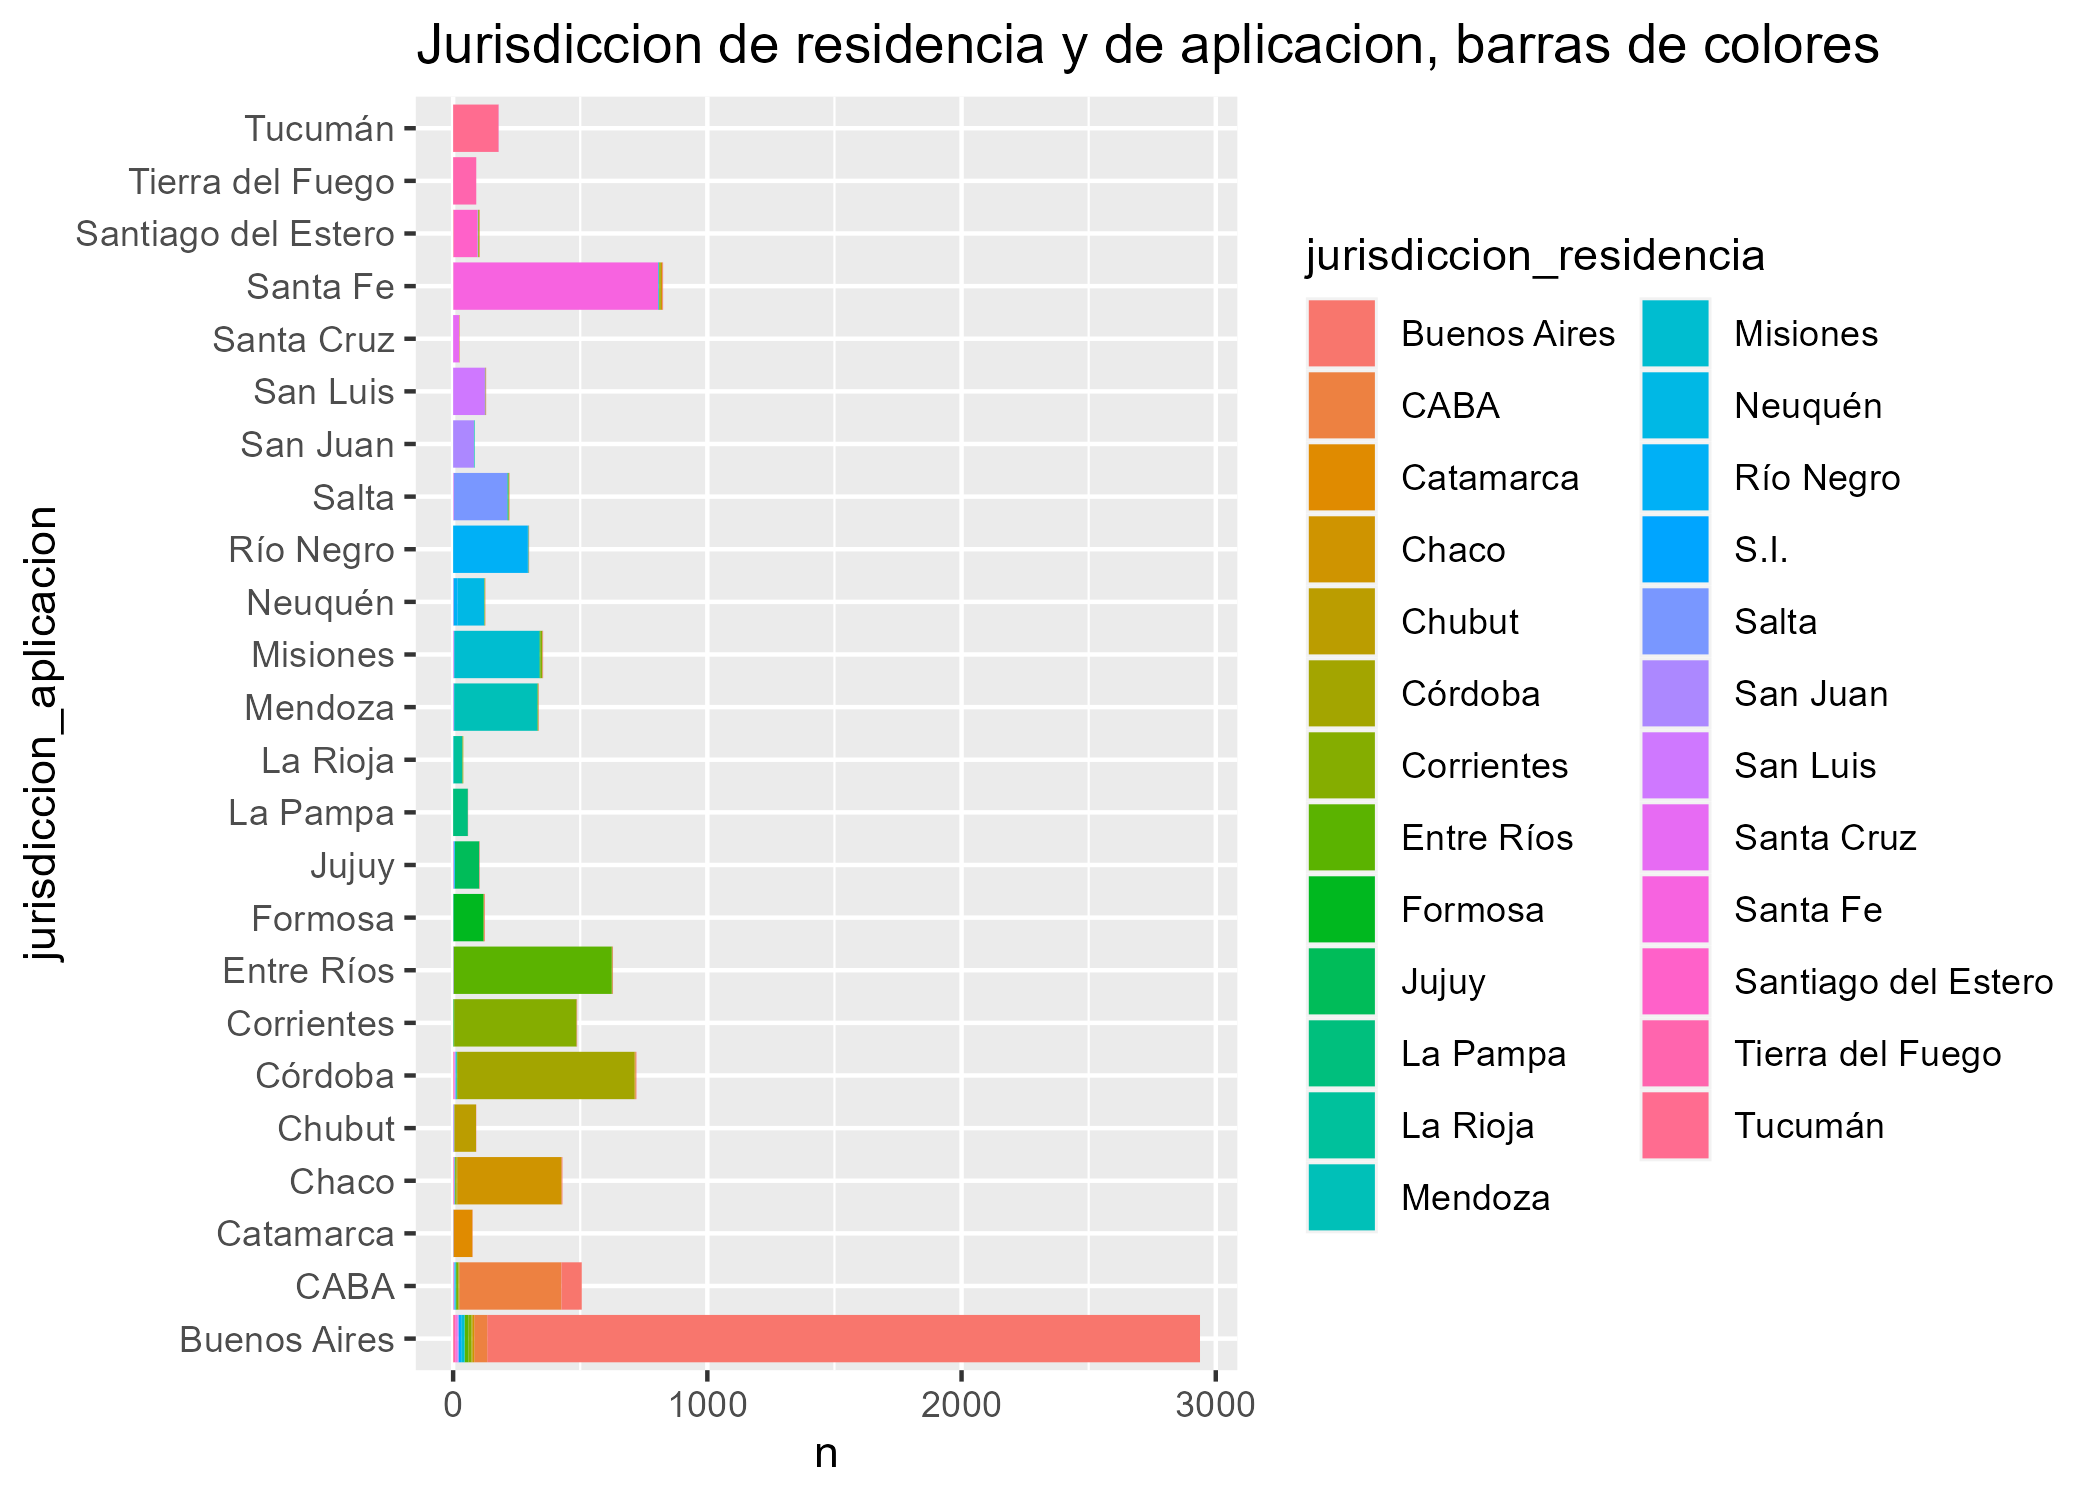 Jurisdiccion de residencia y de aplicacion, barras de colores
jurisdiccion_aplicacion
Tucumán
Tierra del Fuego
Santiago del Estero
Santa Fe
Santa Cruz
San Luis
San Juan
Salta
Río Negro
Neuquén
Misiones
Mendoza
La Rioja
La Pampa
Jujuy
Formosa
Entre Ríos
Corrientes
Córdoba
Chubut
Chaco
Catamarca
CABA
Buenos Aires
0 1000 2000 3000
n
jurisdiccion_residencia
Buenos Aires
CABA
Catamarca
Chaco
Chubut
Córdoba
Corrientes
Entre Ríos
Formosa
Jujuy
La Pampa
La Rioja
Mendoza
Misiones
Neuquén
Río Negro
S.I.
Salta
San Juan
San Luis
Santa Cruz
Santa Fe
Santiago del Estero
Tierra del Fuego
Tucumán